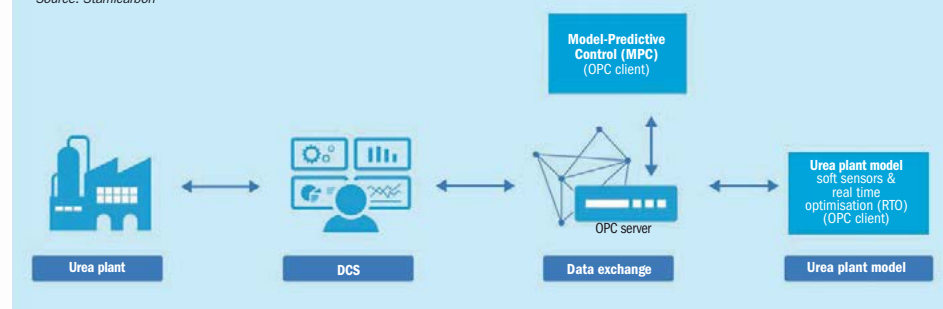 Source: Stamicarbon
Model-Predictive
Control (MPC)
(OPC client)
Urea plant model
soft sensors &
real time
optimisation (RTO)
(OPC client)
OPC server
Urea plant
DCS
Data exchange
Urea plant model